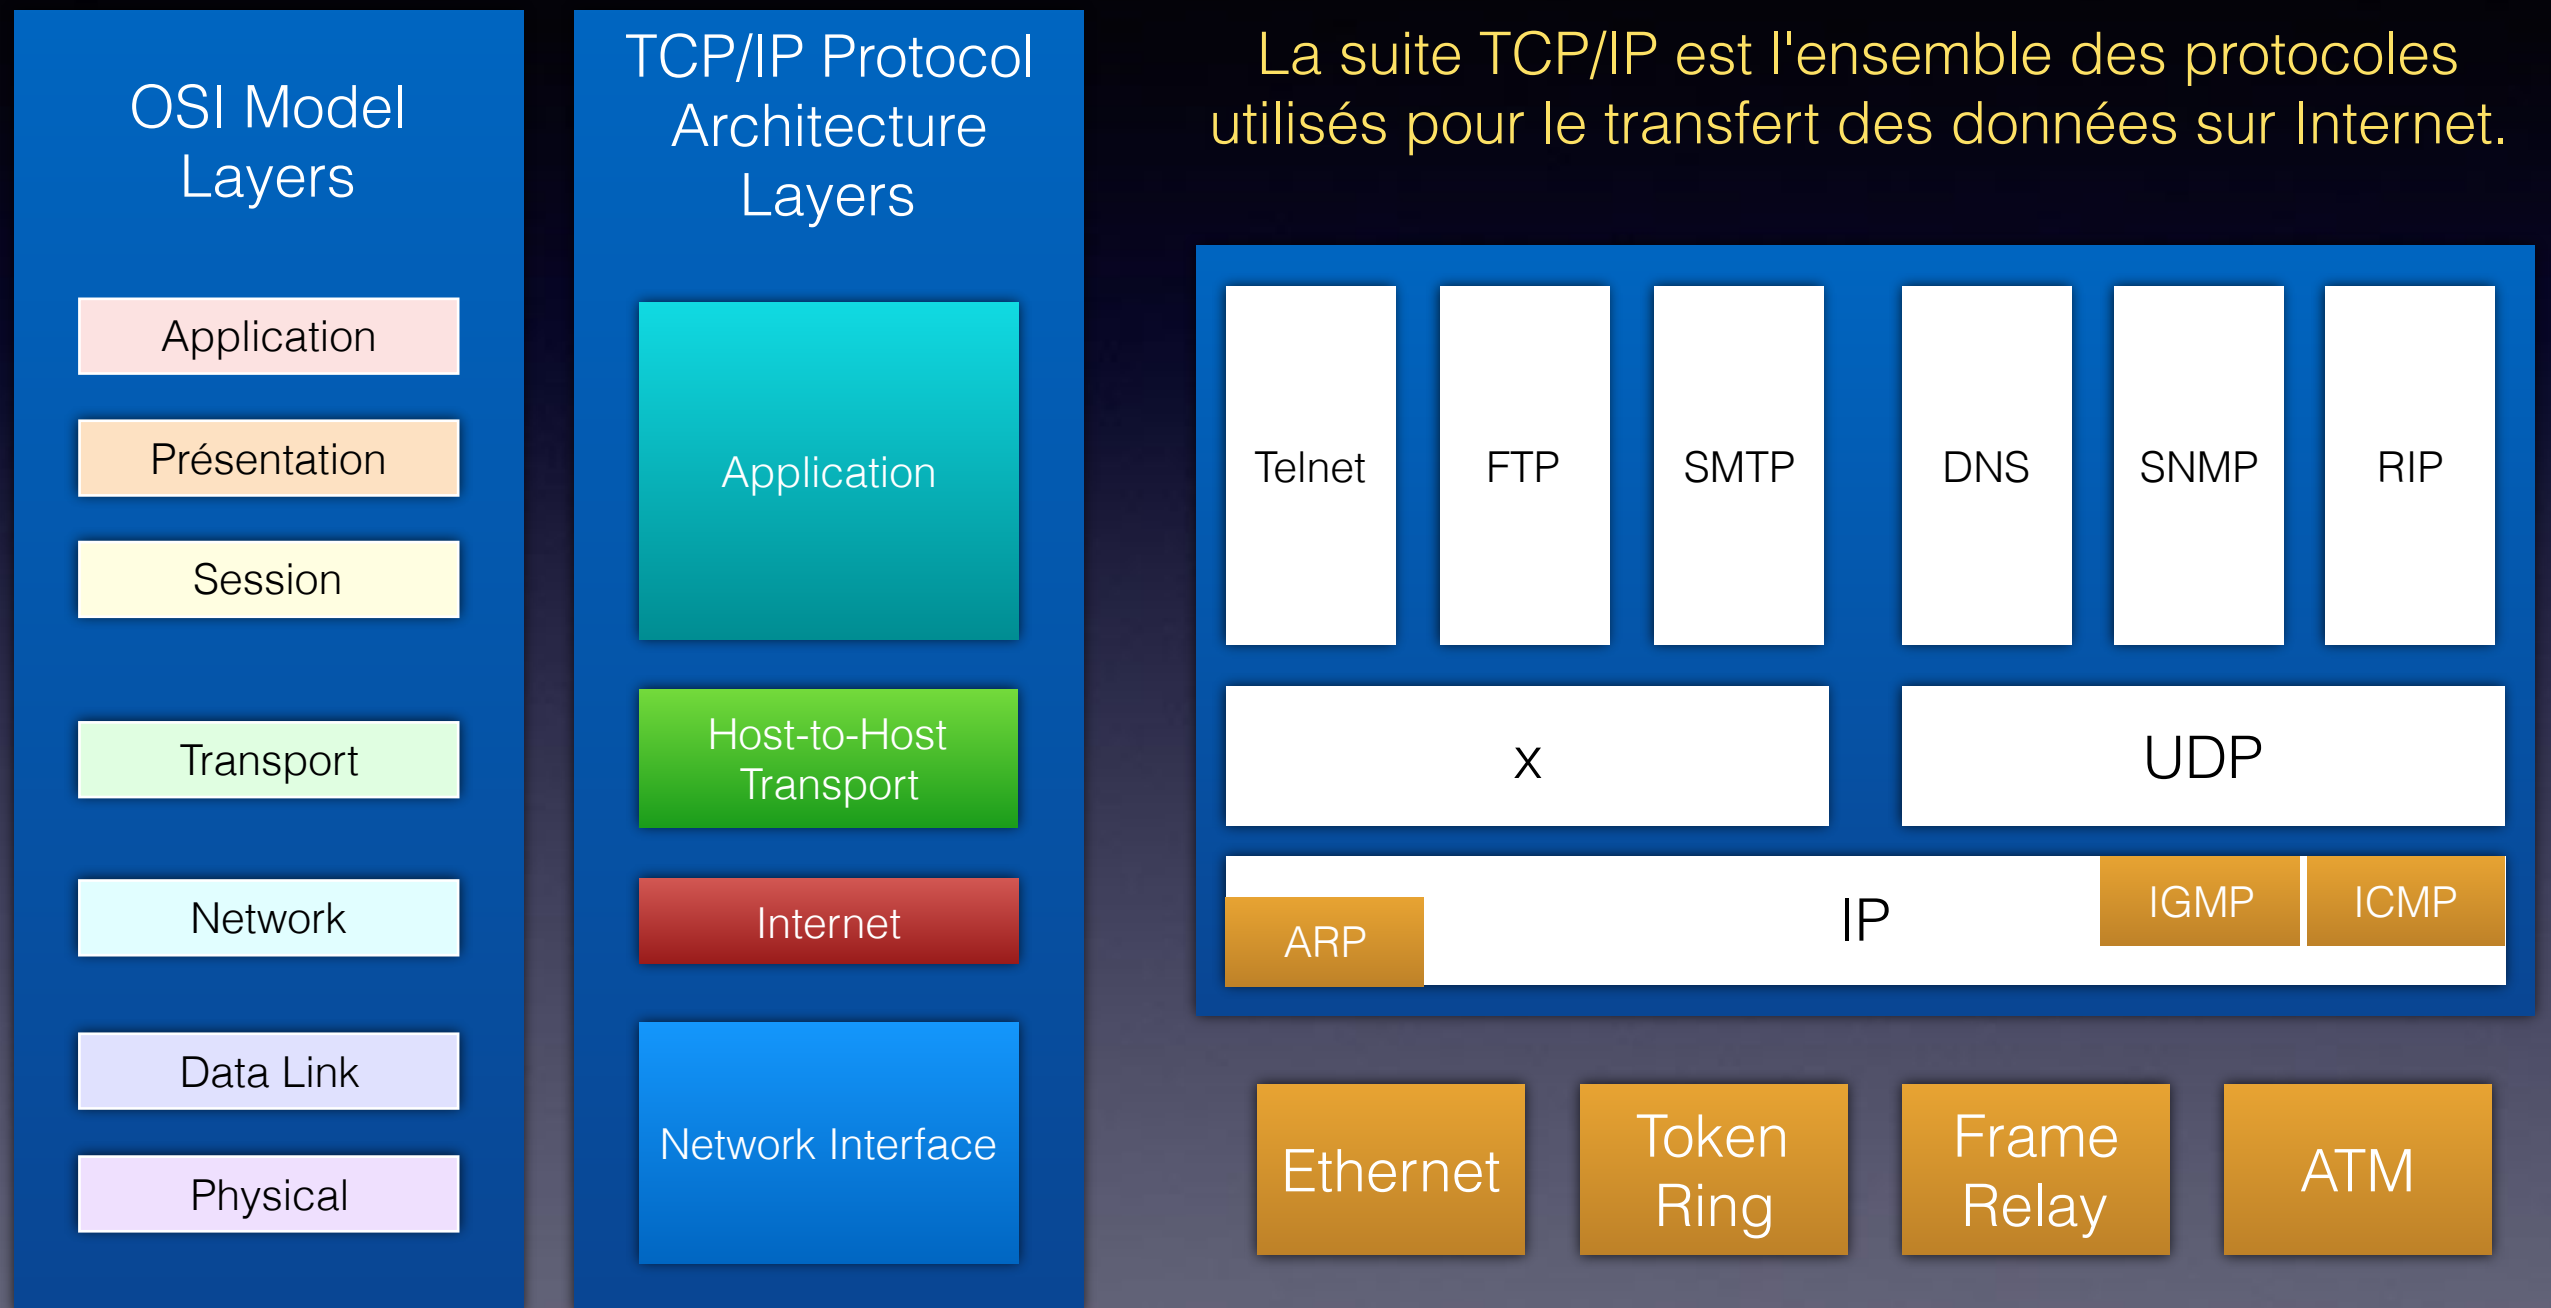 OSI Model
Layers
Application
Présentation
Session
Transport
Network
Data Link
Physical
TCP/IP Protocol
Architecture
Layers
Application
Host-to-Host
Transport
Internet
Network Interface
La suite TCP/IP est l'ensemble des protocoles
utilisés pour le transfert des données sur Internet.
Telnet
FTP
SMTP
DNS
SNMP
RIP
x
UDP
ARP
IP
IGMP
ICMP
Ethernet
Token
Ring
Frame
Relay
ATM